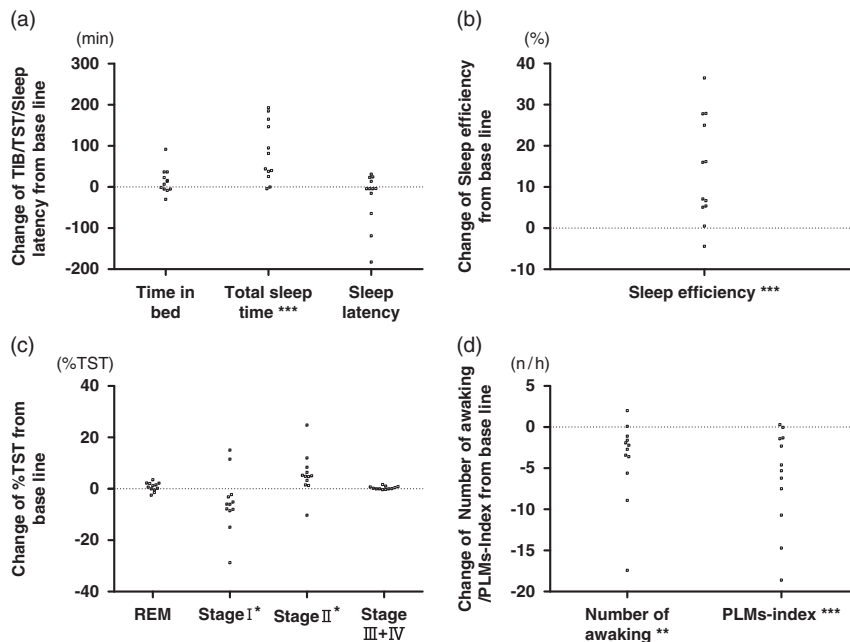 (a)
(min)
300
200
100
0
-100
-200
Change of TIB/TST/Sleep
latency from base line
Time in
bed
Total sleep
time ***
Sleep
latency
(b)
(%)
40
30
20
10
0
-10
Change of Sleep efficiency
from base line
Sleep efficiency ***
(c)
(%TST)
40
20
0
-20
-40
Change of %TST from
base line
REM
Stage I*
Stage II*
Stage
III+IV
(d)
(n/h)
5
0
-5
-10
-15
-20
Change of Number of awaking
/PLMs-Index from base line
Number of
awaking **
PLMs-index ***